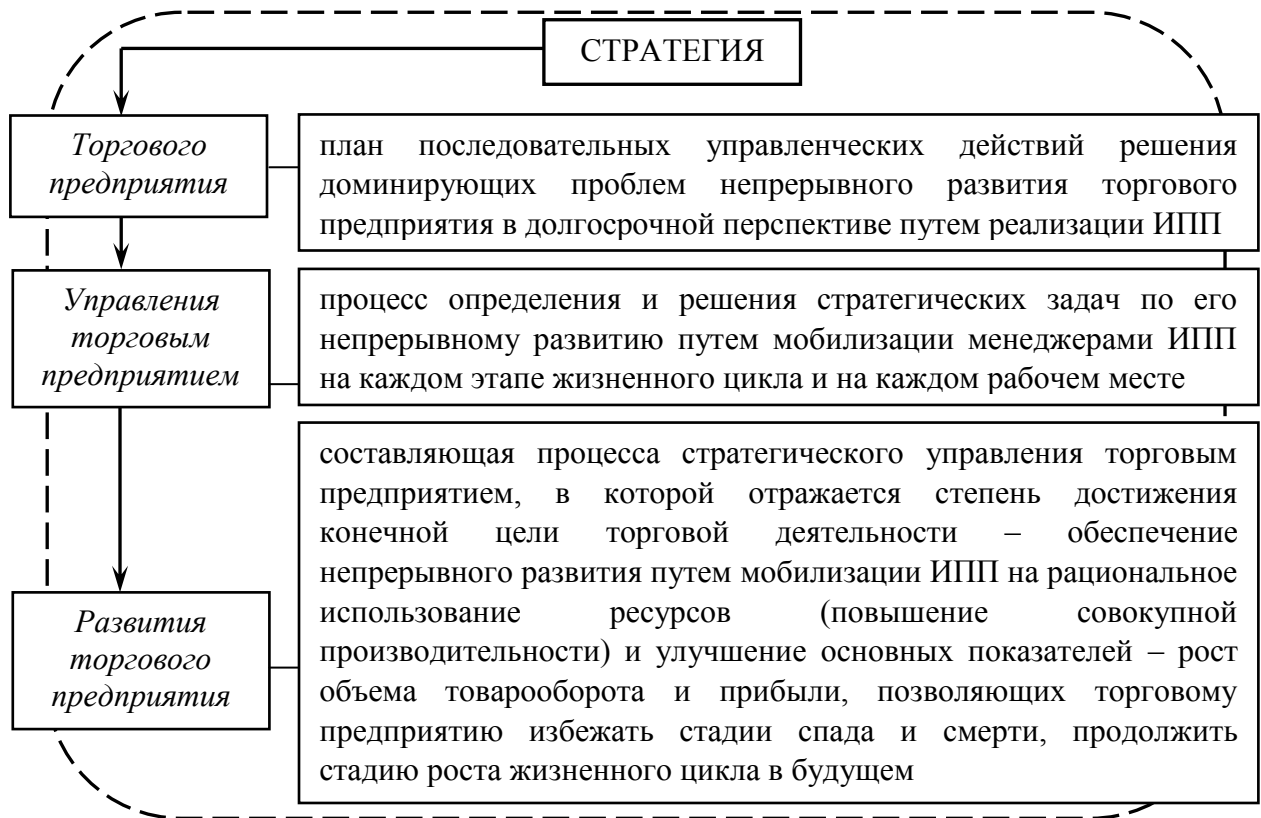 СТРАТЕГИЯ
Торгового
предприятия
план последовательных управленческих действий решения
доминирующих проблем непрерывного развития торгового
предприятия в долгосрочной перспективе путем реализации ИПП
Управления
торговым
предприятием
процесс определения и решения стратегических задач по его
непрерывному развитию путем мобилизации менеджерами ИПП
на каждом этапе жизненного цикла и на каждом рабочем месте
Развития
торгового
предприятия
составляющая процесса стратегического управления торговым
предприятием, в которой отражается степень достижения
конечной цели торговой деятельности – обеспечение
непрерывного развития путем мобилизации ИПП на рациональное
использование ресурсов (повышение совокупной
производительности) и улучшение основных показателей – рост
объема товарооборота и прибыли, позволяющих торговому
предприятию избежать стадии спада и смерти, продолжить
стадию роста жизненного цикла в будущем